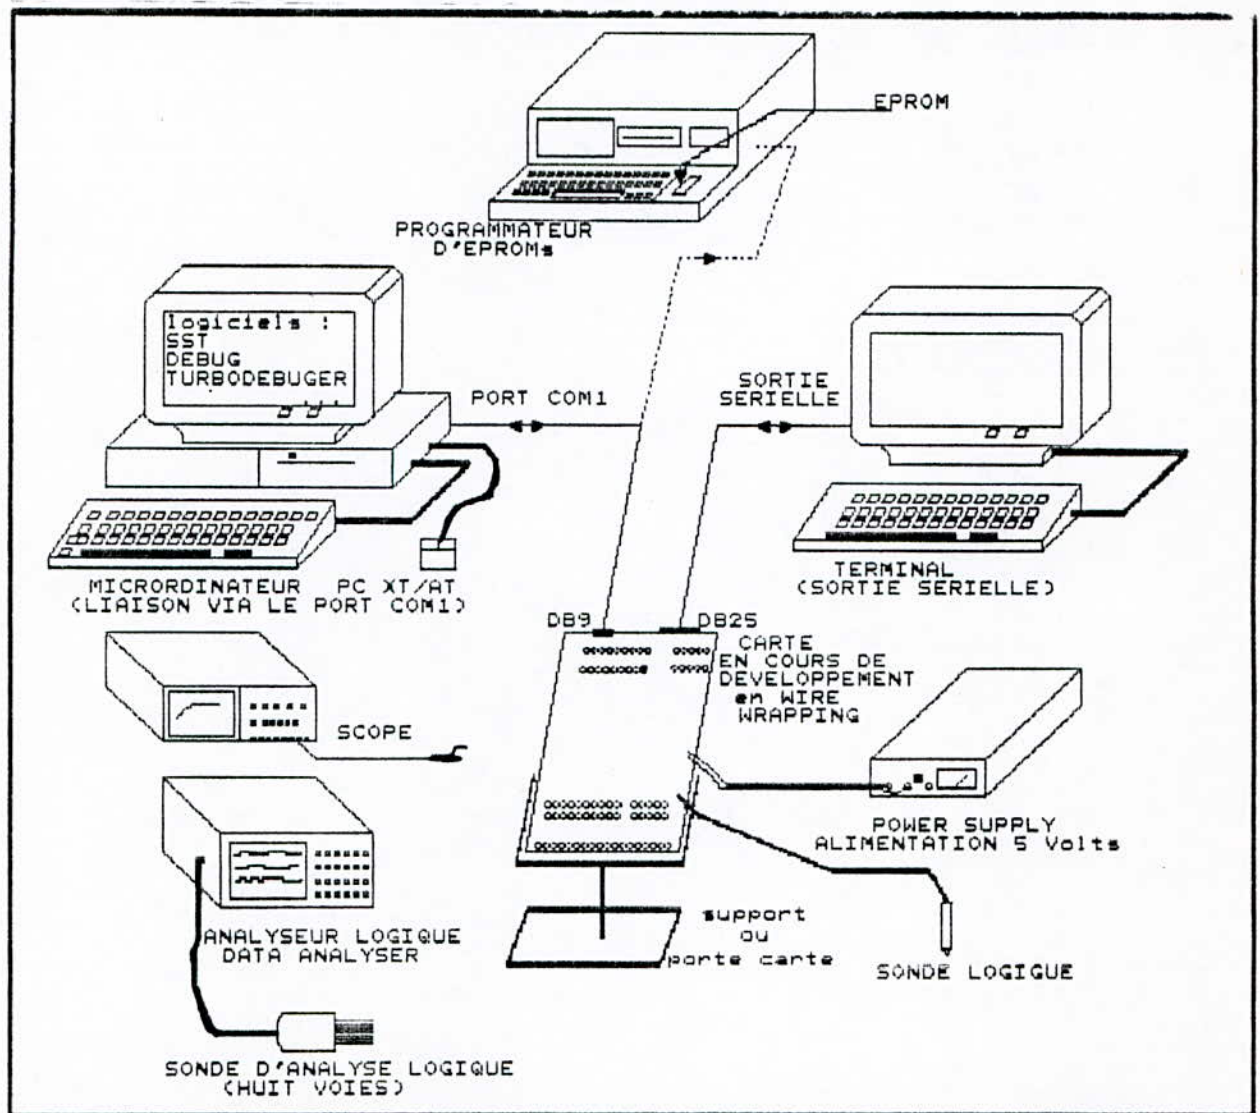 EPROM
PROGRAMMATEUR
D'EPROMs
logiciels :
SST
DEBUG
TURBODEBUGER
PORT COM1
SORTIE
SERIELLE
MICRORDINATEUR PC XT/AT
(LIAISON VIA LE PORT COM1)
TERMINAL
(SORTIE SERIELLE)
DB9
DB25
CARTE
EN COURS DE
DEVELOPPEMENT
en WIRE
WRAPPING
SCOPE
POWER SUPPLY
ALIMENTATION 5 Volts
ANALYSEUR LOGIQUE
DATA ANALYSER
support
ou
porte carte
SONDE LOGIQUE
SONDE D'ANALYSE LOGIQUE
(HUIT VOIES)